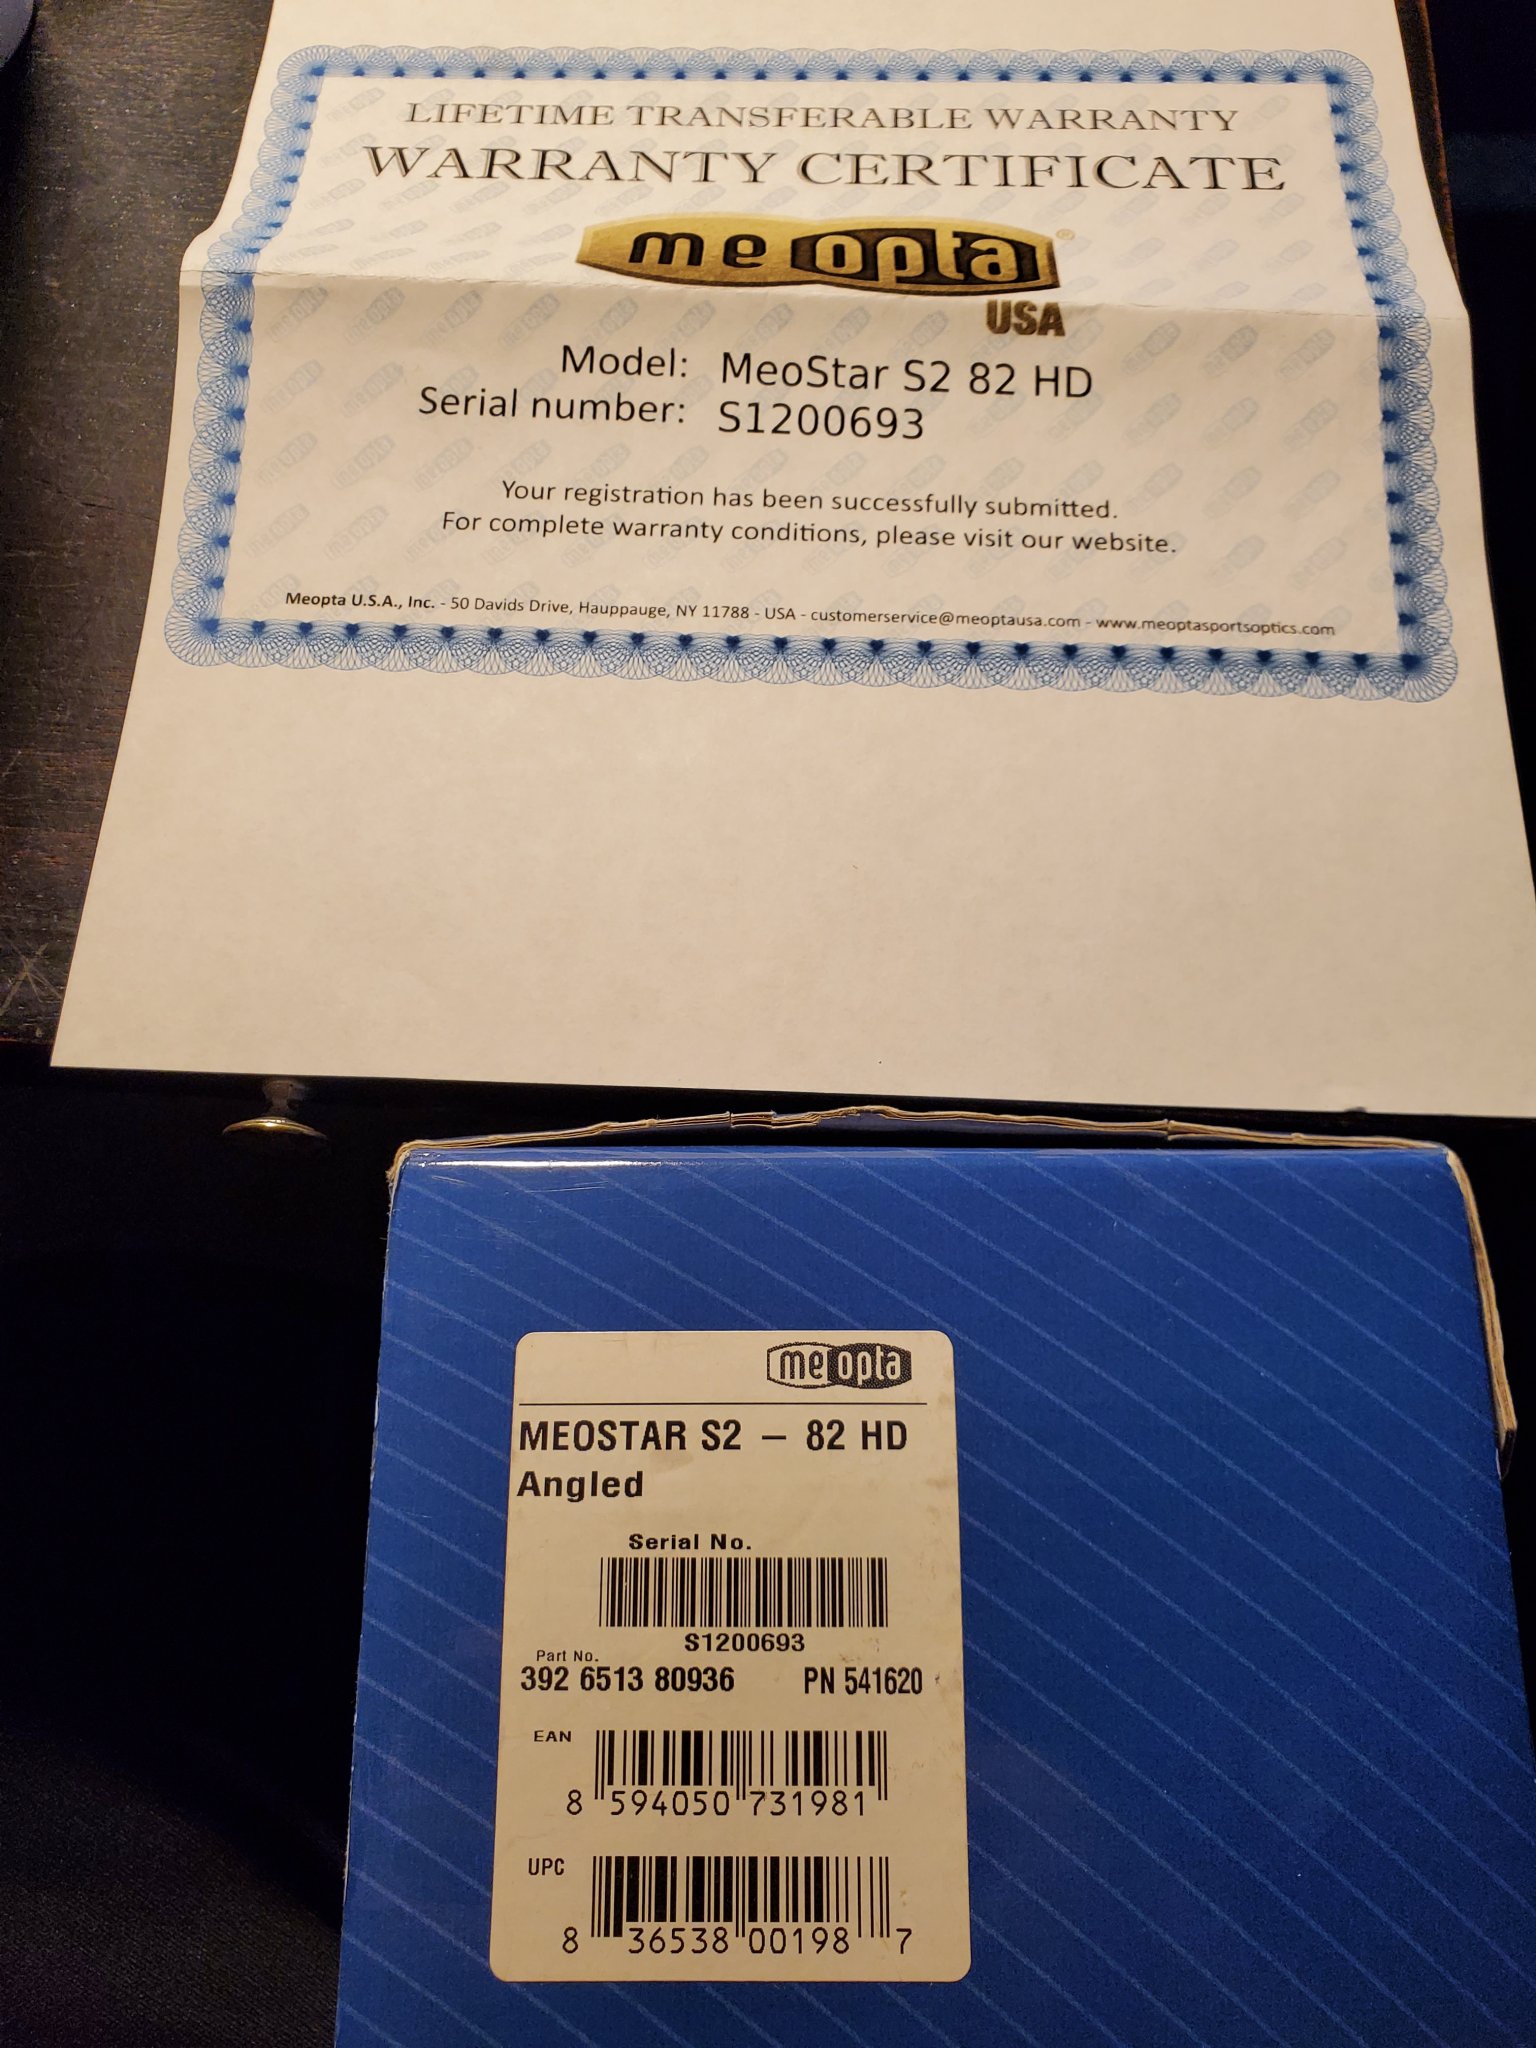 LIFETIME TRANSFERABLE WARRANTY
WARRANTY CERTIFICATE
meopta®
USA
Model: MeoStar S2 82 HD
Serial number: S1200693
Your registration has been successfully submitted.
For complete warranty conditions, please visit our website.
Meopta U.S.A., Inc. - 50 Davids Drive, Hauppauge, NY 11788 - USA - customerservice@meoptausa.com - www.meoptasportsoptics.com
meopta
MEOSTAR S2 – 82 HD
Angled
Serial No.
S1200693
Part No.
392 6513 80936 PN 541620
EAN
8 594050 731981
UPC
8 36538 00198 7